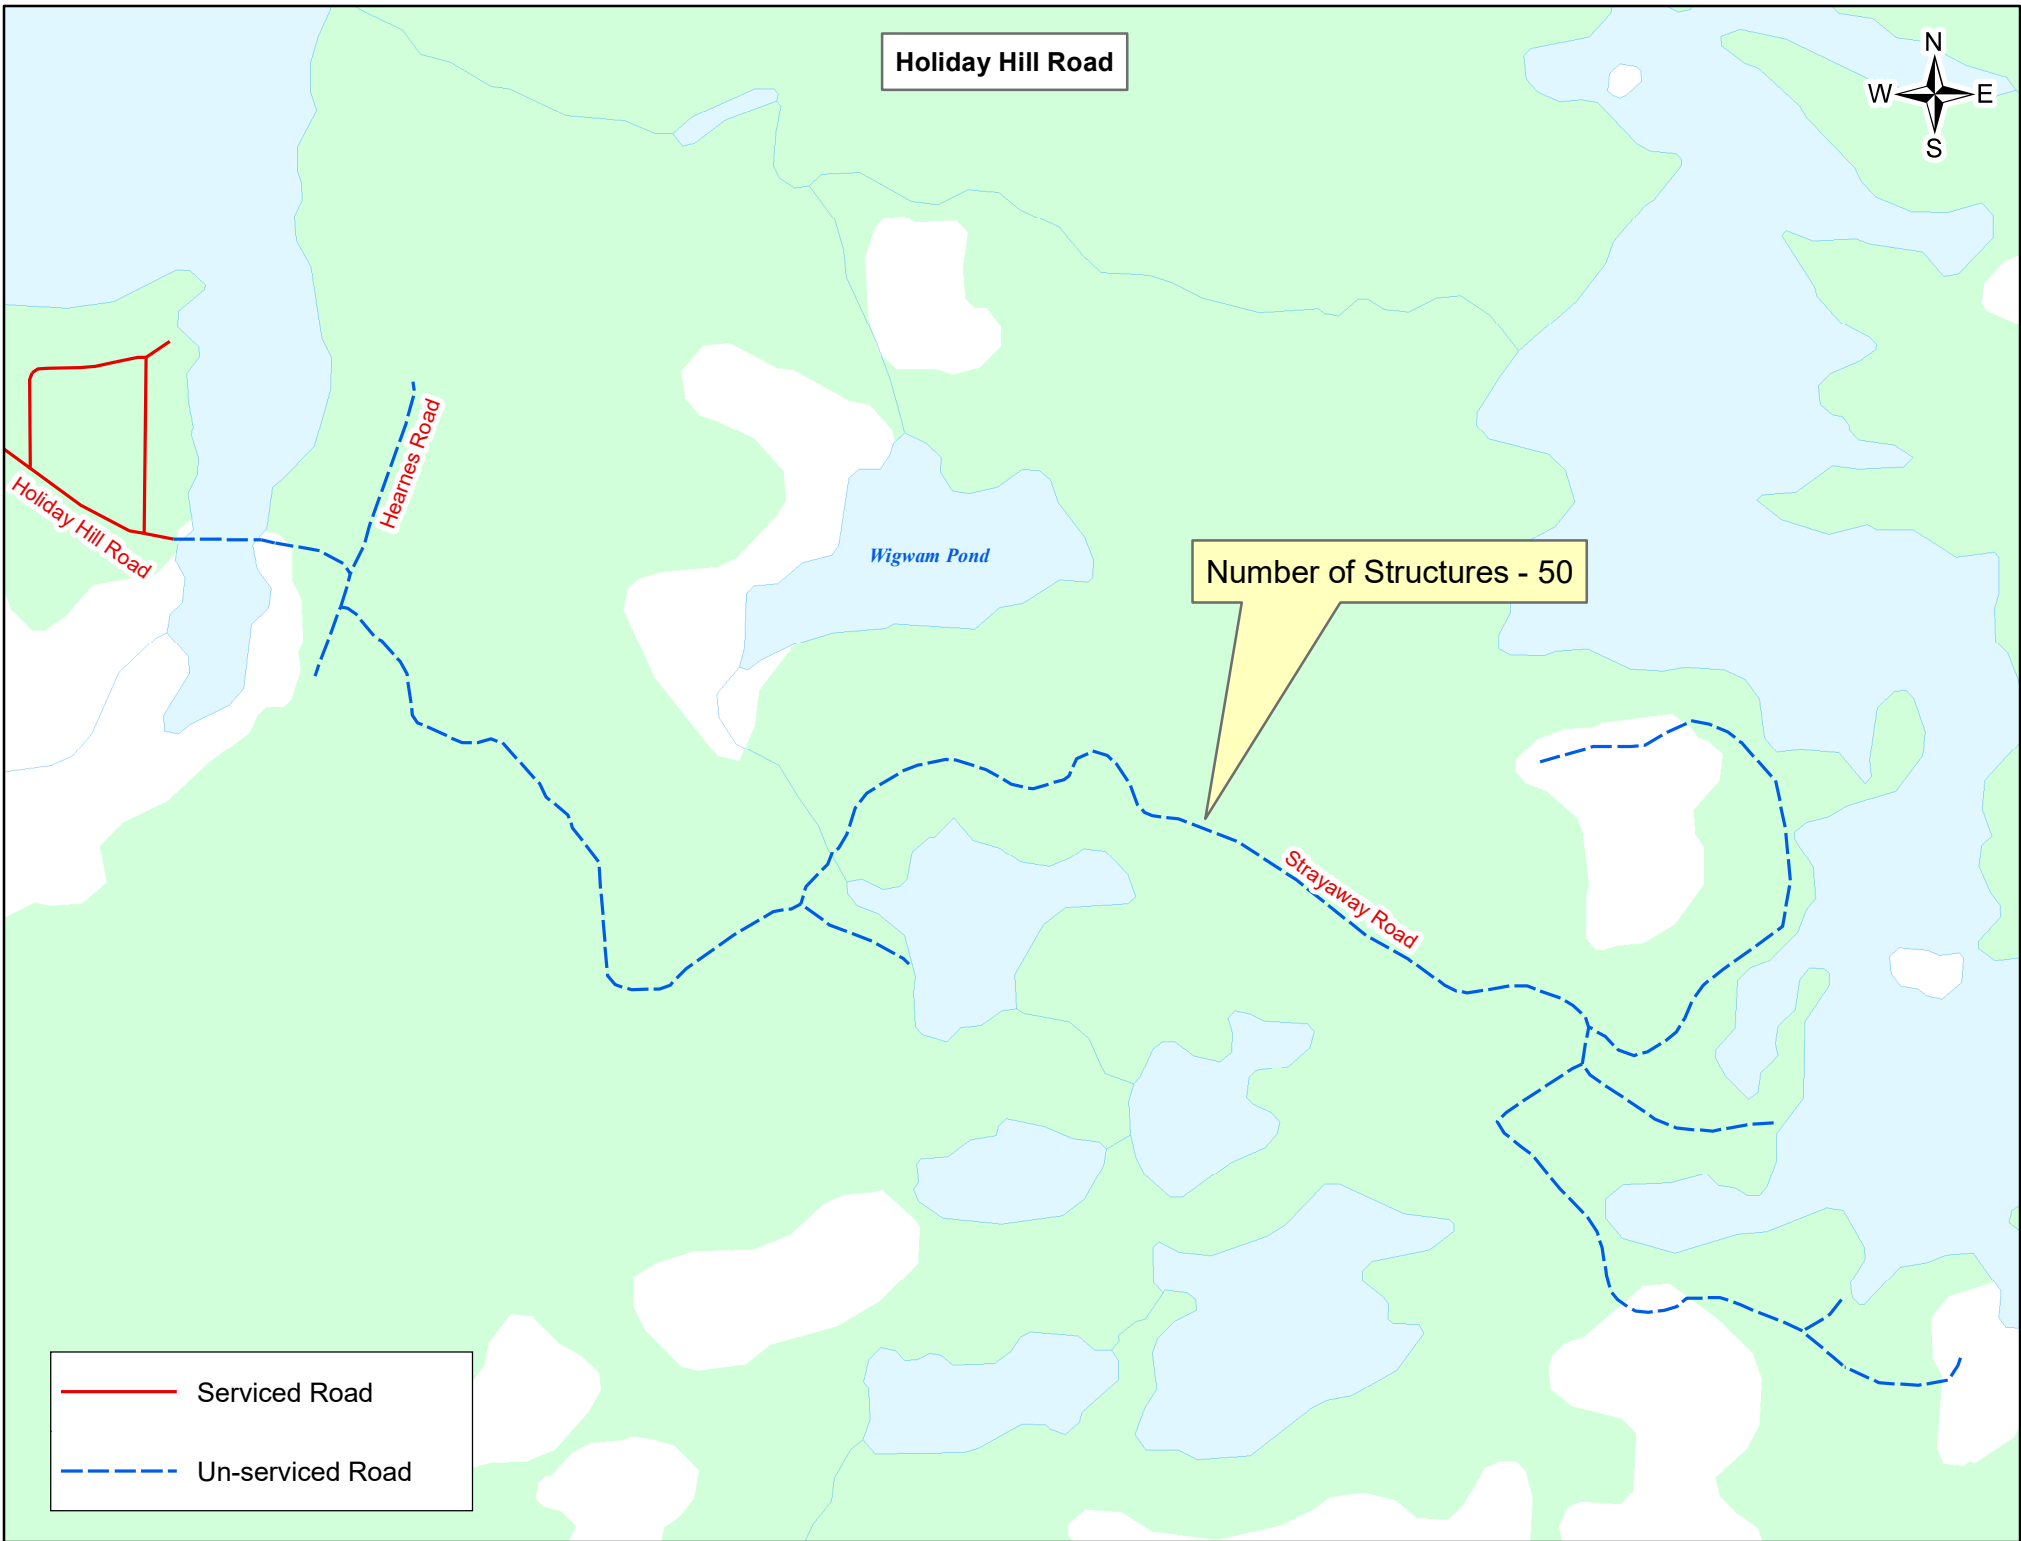 Holiday Hill Road
N
W E
S
Hearnes Road
Holiday Hill Road
Wigwam Pond
Number of Structures - 50
Strayaway Road
Serviced Road
Un-serviced Road